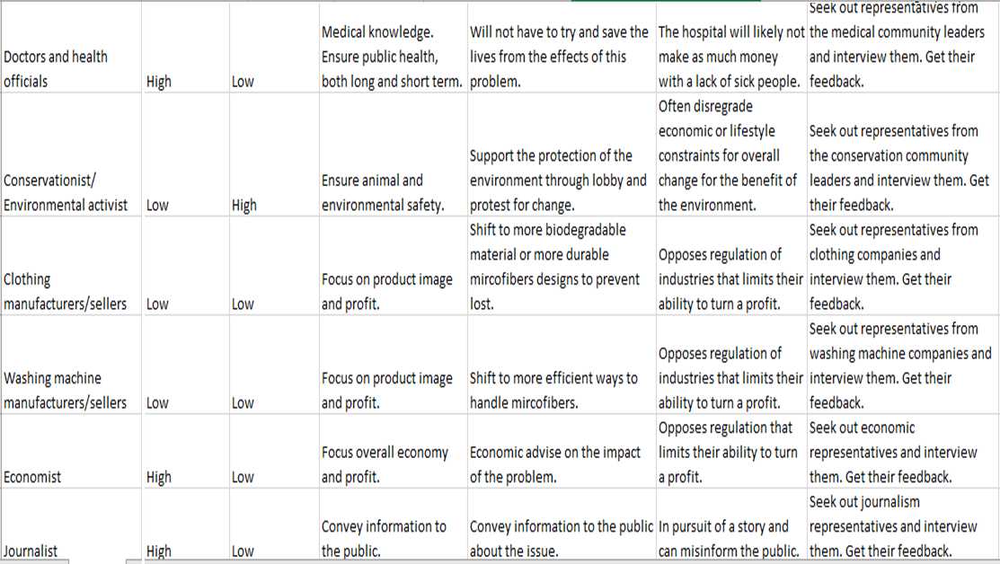 Seek out representatives from
Medical knowledge. Will not have to try and save the The hospital will likely not the medical community leaders
Doctors and health Ensure public health, lives from the effects of this make as much money and interview them. Get their
officials High Low both long and short term. problem. with a lack of sick people. feedback.
Often disregrade
economic or lifestyle Seek out representatives from
Support the protection of the constraints for overall the conservation community
Conservationist/ Ensure animal and environment through lobby and change for the benefit of leaders and interview them. Get
Environmental activist Low High environmental safety. protest for change. the environment. their feedback.
Shift to more biodegradable Seek out representatives from
material or more durable Opposes regulation of clothing companies and
Clothing Focus on product image mircofibers designs to prevent industries that limits their interview them. Get their
manufacturers/sellers Low Low and profit. lost. ability to turn a profit. feedback.
Seek out representatives from
Opposes regulation of washing machine companies and
Washing machine Focus on product image Shift to more efficient ways to industries that limits their interview them. Get their
manufacturers/sellers Low Low and profit. handle mircofibers. ability to turn a profit. feedback.
Opposes regulation that Seek out economic
Focus overall economy Economic advise on the impact limits their ability to turn representatives and interview
Economist High Low and profit. of the problem. a profit. them. Get their feedback.
Seek out journalism
Convey information to Convey information to the public In pursuit of a story and representatives and interview
Journalist High Low the public. about the issue. can misinform the public. them. Get their feedback.